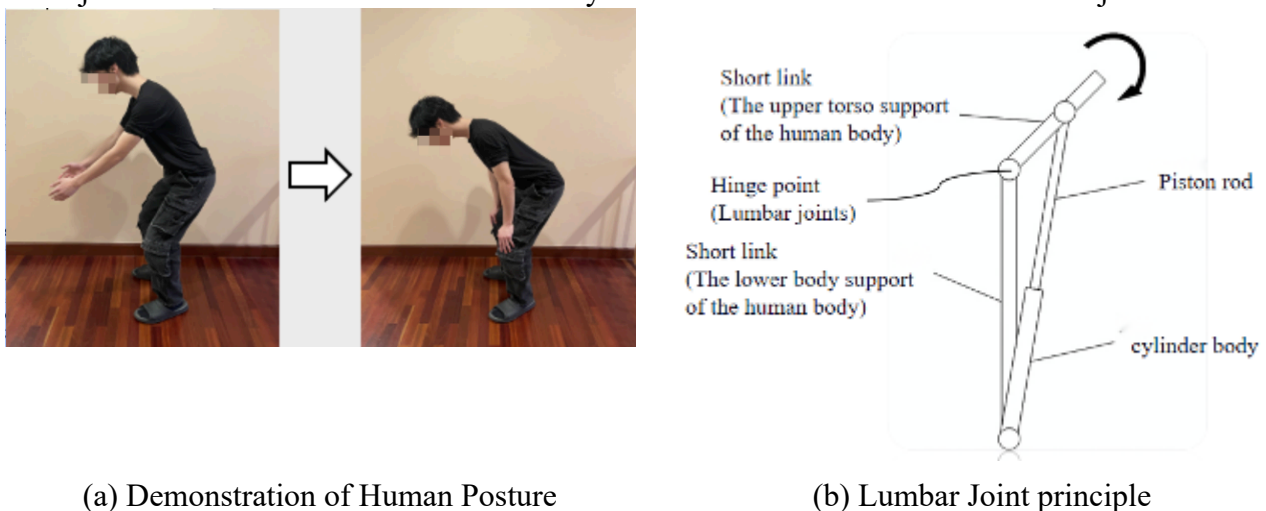 Short link
(The upper torso support
of the human body)
Hinge point
(Lumbar joints)
Piston rod
Short link
(The lower body support
of the human body)
cylinder body
(a) Demonstration of Human Posture
(b) Lumbar Joint principle